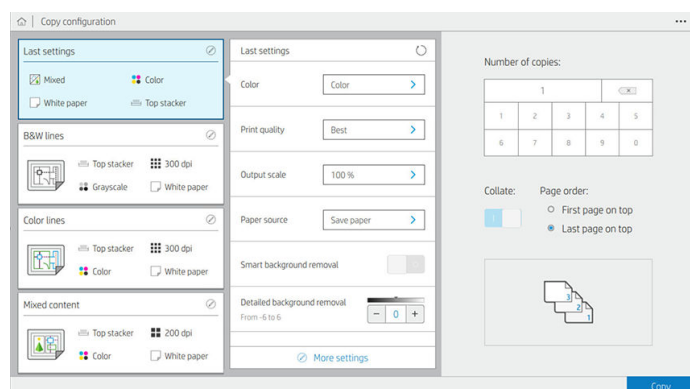 Copy configuration
Last settings
Mixed
Color
White paper
Top stacker
B&W lines
Top stacker
300 dpi
Grayscale
White paper
Color lines
Top stacker
300 dpi
Color
White paper
Mixed content
Top stacker
200 dpi
Color
White paper
Last settings
Color
Color
Print quality
Best
Output scale
100 %
Paper source
Save paper
Smart background removal
Detailed background removal
From -6 to 6
− 0 +
More settings
Number of copies:
1
1 2 3 4 5
6 7 8 9 0
Collate:
Page order:
First page on top
Last page on top
3
2
1
Copy